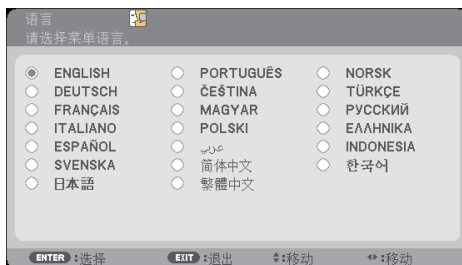 语言
请选择菜单语言。
ENGLISH PORTUGUÊS NORSK
DEUTSCH ČEŠTINA TÜRKÇE
FRANÇAIS MAGYAR РУССКИЙ
ITALIANO POLSKI ΕΛΛΗΝΙΚΑ
ESPAÑOL عربي INDONESIA
SVENSKA 简体中文 한국어
日本語 繁體中文
ENTER :选择 EXIT :退出 :移动 :移动